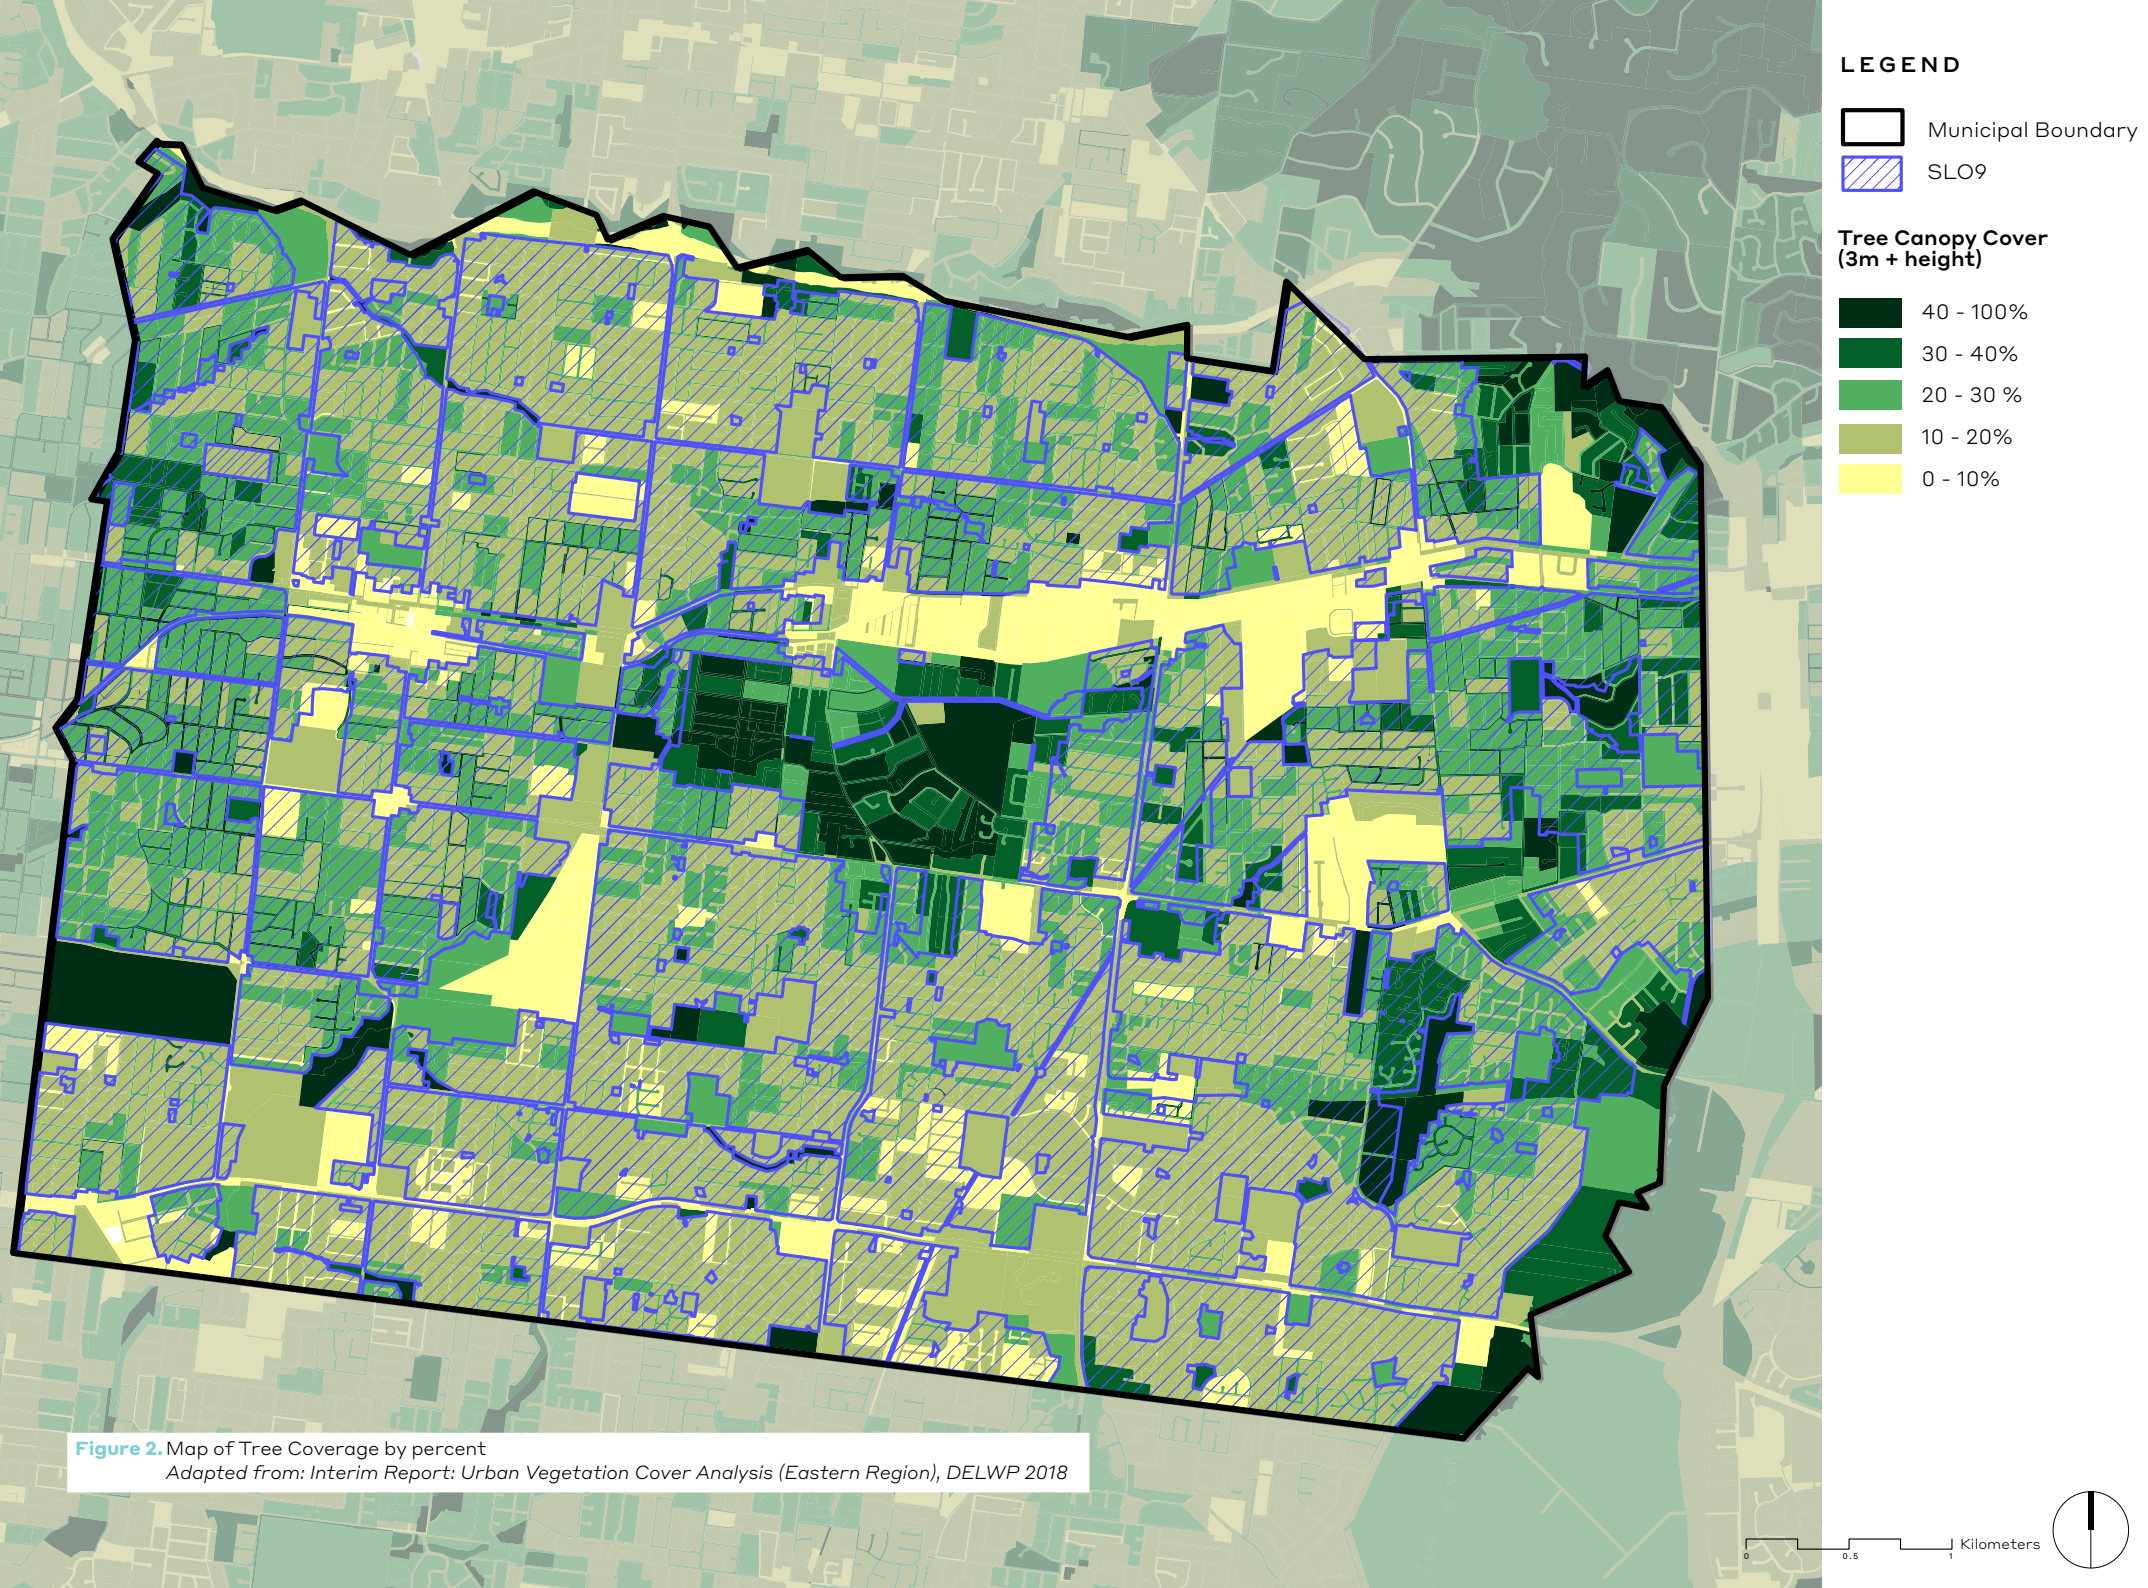 LEGEND
Municipal Boundary
SLO9
Tree Canopy Cover
(3m + height)
40 - 100%
30 - 40%
20 - 30 %
10 - 20%
0 - 10%
Figure 2. Map of Tree Coverage by percent
Adapted from: Interim Report: Urban Vegetation Cover Analysis (Eastern Region), DELWP 2018
Kilometers
0 0.5 1